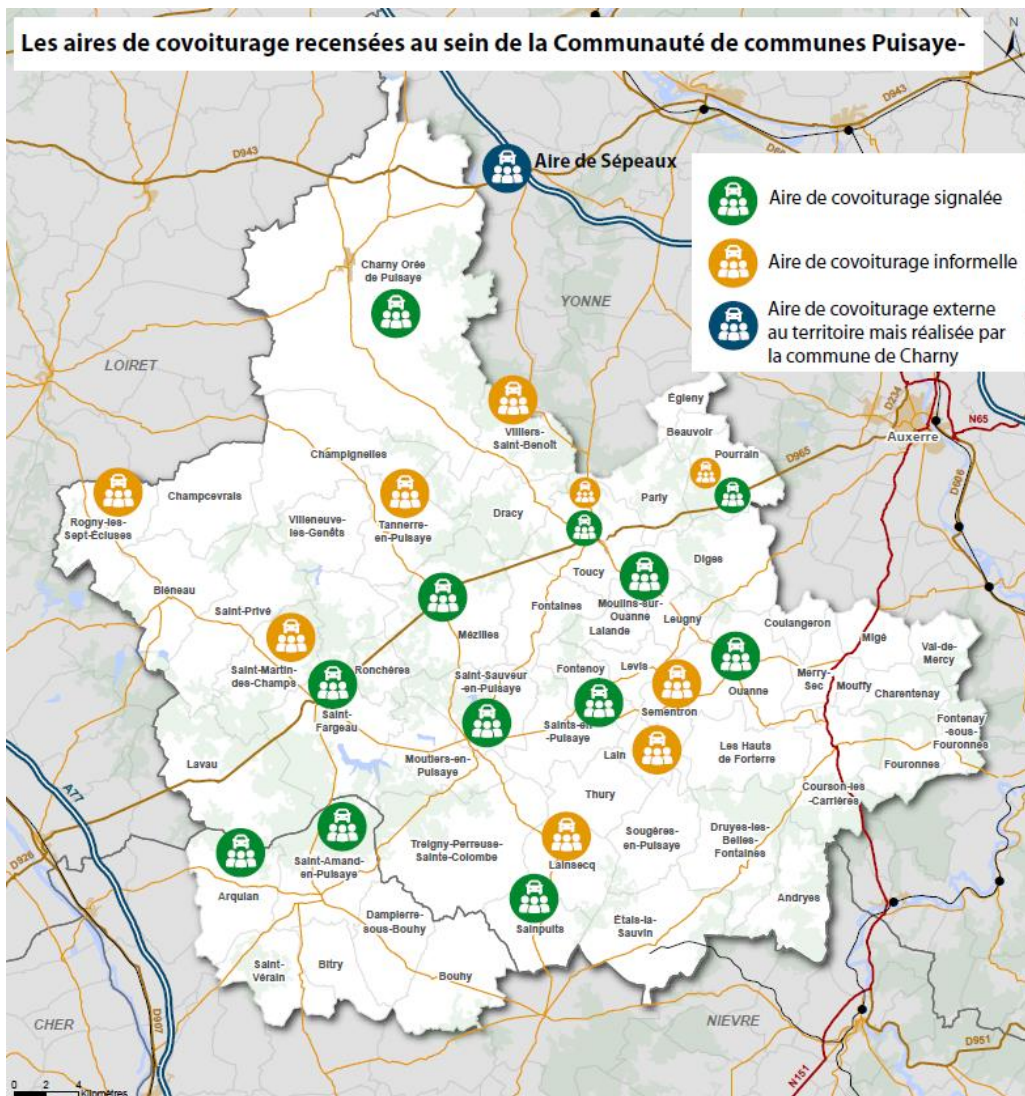 Les aires de covoiturage recensées au sein de la Communauté de communes Puisaye-
N
D943
D943
Aire de Sépeaux
Aire de covoiturage signalée
Aire de covoiturage informelle
Aire de covoiturage externe
au territoire mais réalisée par
la commune de Charny
Charny Orée
de Puisaye
YONNE
LOIRET
Égleny
Beauvoir
Pourrain
D965
D234
N65
Auxerre
D606
Villiers-
Saint-Benoît
Champignelles
Champcevrais
Rogny-les-
Sept-Écluses
Villeneuve-
les-Genêts
Tannerre-
en-Puisaye
Dracy
Parly
Toucy
Diges
Bléneau
Saint-Privé
Fontaines
Moulins-sur-
Ouanne
Lalande
Leugny
Coulangeron
Migé
Val-de-
Mercy
Mézilles
Saint-Martin-
des-Champs
Ronchères
Saint-Sauveur
-en-Puisaye
Fontenoy
Levis
Ouanne
Merry-
Sec
Mouffy
Charentenay
Saint-
Fargeau
Saints-en
-Puisaye
Sementron
Fontenay
-sous-
Fouronnes
Fouronnes
Lavau
Moutiers-en-
Puisaye
Lain
Les Hauts
de Forterre
Thury
Courson-les
-Carrières
A77
D926
Saint-Amand-
en-Puisaye
Treigny-Perreuse-
Sainte-Colombe
Lainsecq
Sougères-
en-Puisaye
Druyes-les-
Belles-
Fontaines
Arquian
Dampierre-
sous-Bouhy
Sainpuits
Étais-la-
Sauvin
Andryes
Saint-
Vérain
Bitry
Bouhy
CHER
D907
NIEVRE
N151
D951
0 2 4
Kilomètres